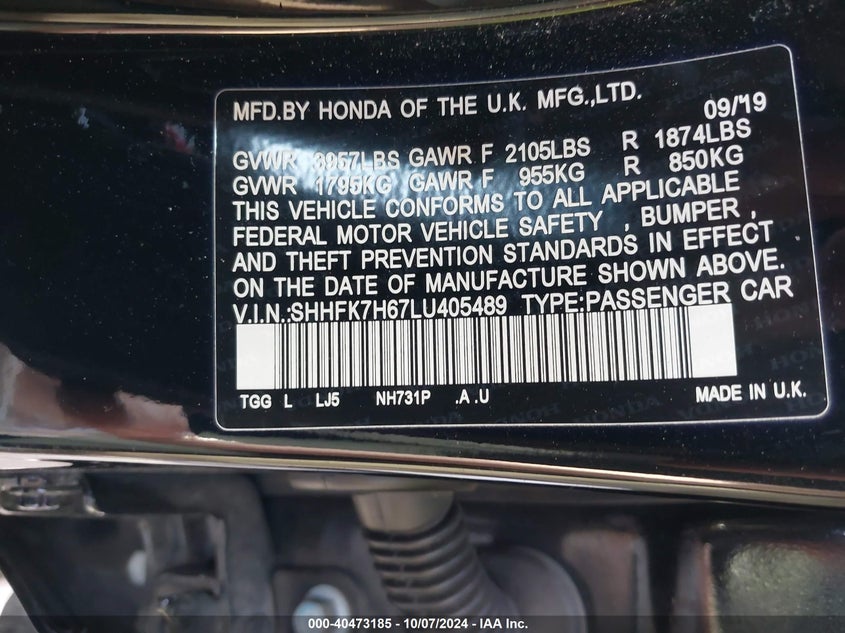 MFD.BY HONDA OF THE U.K. MFG.,LTD. 09/'19
GVWR 3957LBS GAWR F 2105LBS R 1874LBS
GVWR 1795KG GAWR F 955KG R 850KG
THIS VEHICLE CONFORMS TO ALL APPLICABLE
FEDERAL MOTOR VEHICLE SAFETY , BUMPER ,
AND THEFT PREVENTION STANDARDS IN EFFECT
ON THE DATE OF MANUFACTURE SHOWN ABOVE.
V.I.N.:SHHFK7H67LU405489 TYPE:PASSENGER CAR
TGG L LJ5 NH731P .A .U MADE IN U.K.
000-40473185 - 10/07/2024 - IAA Inc.